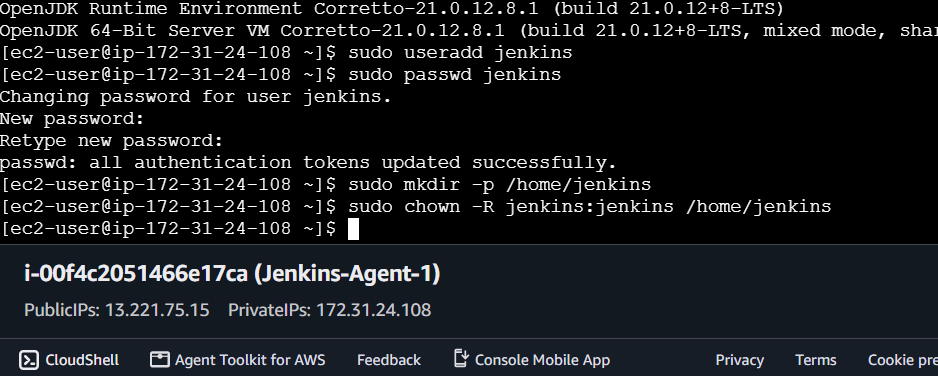 OpenJDK Runtime Environment Corretto-21.0.12.8.1 (build 21.0.12+8-LTS)
OpenJDK 64-Bit Server VM Corretto-21.0.12.8.1 (build 21.0.12+8-LTS, mixed mode, shar
[ec2-user@ip-172-31-24-108 ~]$ sudo useradd jenkins
[ec2-user@ip-172-31-24-108 ~]$ sudo passwd jenkins
Changing password for user jenkins.
New password:
Retype new password:
passwd: all authentication tokens updated successfully.
[ec2-user@ip-172-31-24-108 ~]$ sudo mkdir -p /home/jenkins
[ec2-user@ip-172-31-24-108 ~]$ sudo chown -R jenkins:jenkins /home/jenkins
[ec2-user@ip-172-31-24-108 ~]$
i-00f4c2051466e17ca (Jenkins-Agent-1)
PublicIPs: 13.221.75.15 PrivateIPs: 172.31.24.108
CloudShell Agent Toolkit for AWS Feedback Console Mobile App Privacy Terms Cookie pre